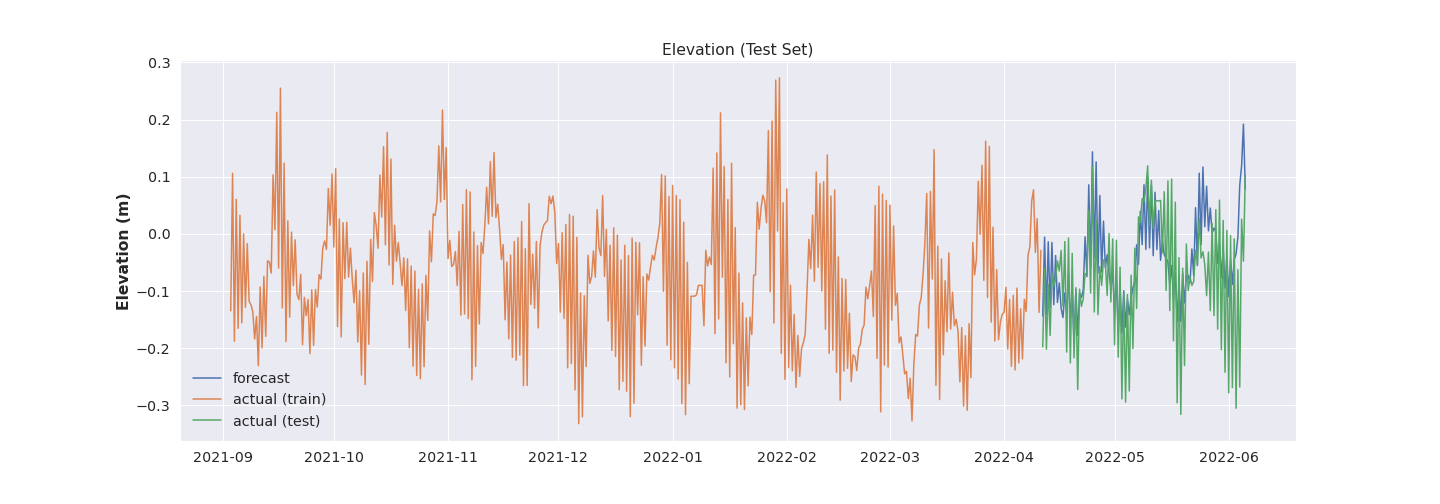 Elevation (Test Set)
Elevation (m)
0.3
0.2
0.1
0.0
−0.1
−0.2
−0.3
forecast
actual (train)
actual (test)
2021-09 2021-10 2021-11 2021-12 2022-01 2022-02 2022-03 2022-04 2022-05 2022-06